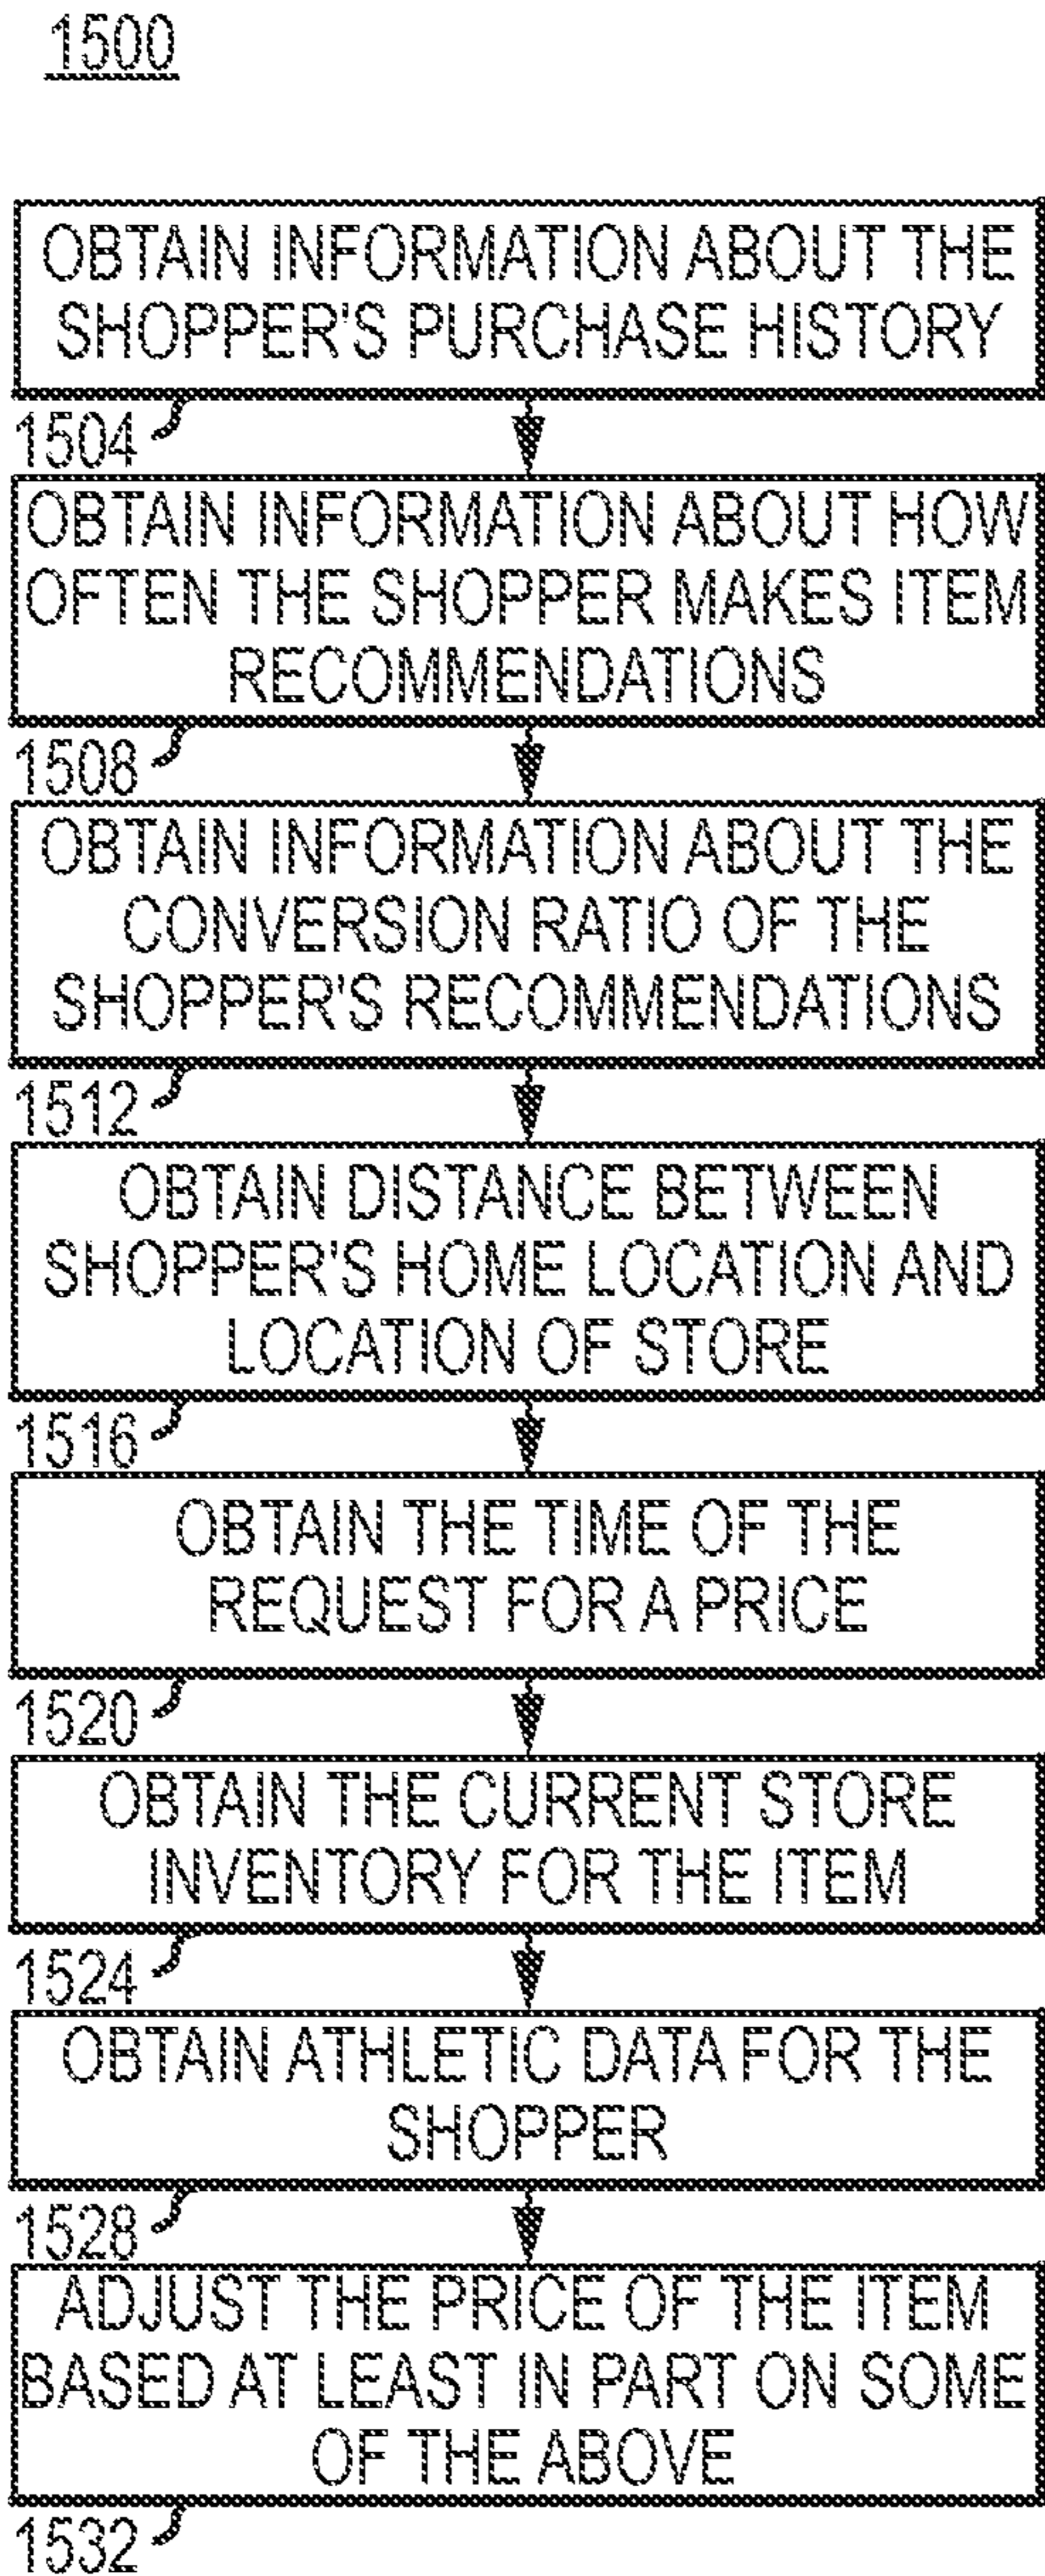 1500
OBTAIN INFORMATION ABOUT THE
SHOPPER'S PURCHASE HISTORY
1504
OBTAIN INFORMATION ABOUT HOW
OFTEN THE SHOPPER MAKES ITEM
RECOMMENDATIONS
1508
OBTAIN INFORMATION ABOUT THE
CONVERSION RATIO OF THE
SHOPPER'S RECOMMENDATIONS
1512
OBTAIN DISTANCE BETWEEN
SHOPPER'S HOME LOCATION AND
LOCATION OF STORE
1516
OBTAIN THE TIME OF THE
REQUEST FOR A PRICE
1520
OBTAIN THE CURRENT STORE
INVENTORY FOR THE ITEM
1524
OBTAIN ATHLETIC DATA FOR THE
SHOPPER
1528
ADJUST THE PRICE OF THE ITEM
BASED AT LEAST IN PART ON SOME
OF THE ABOVE
1532